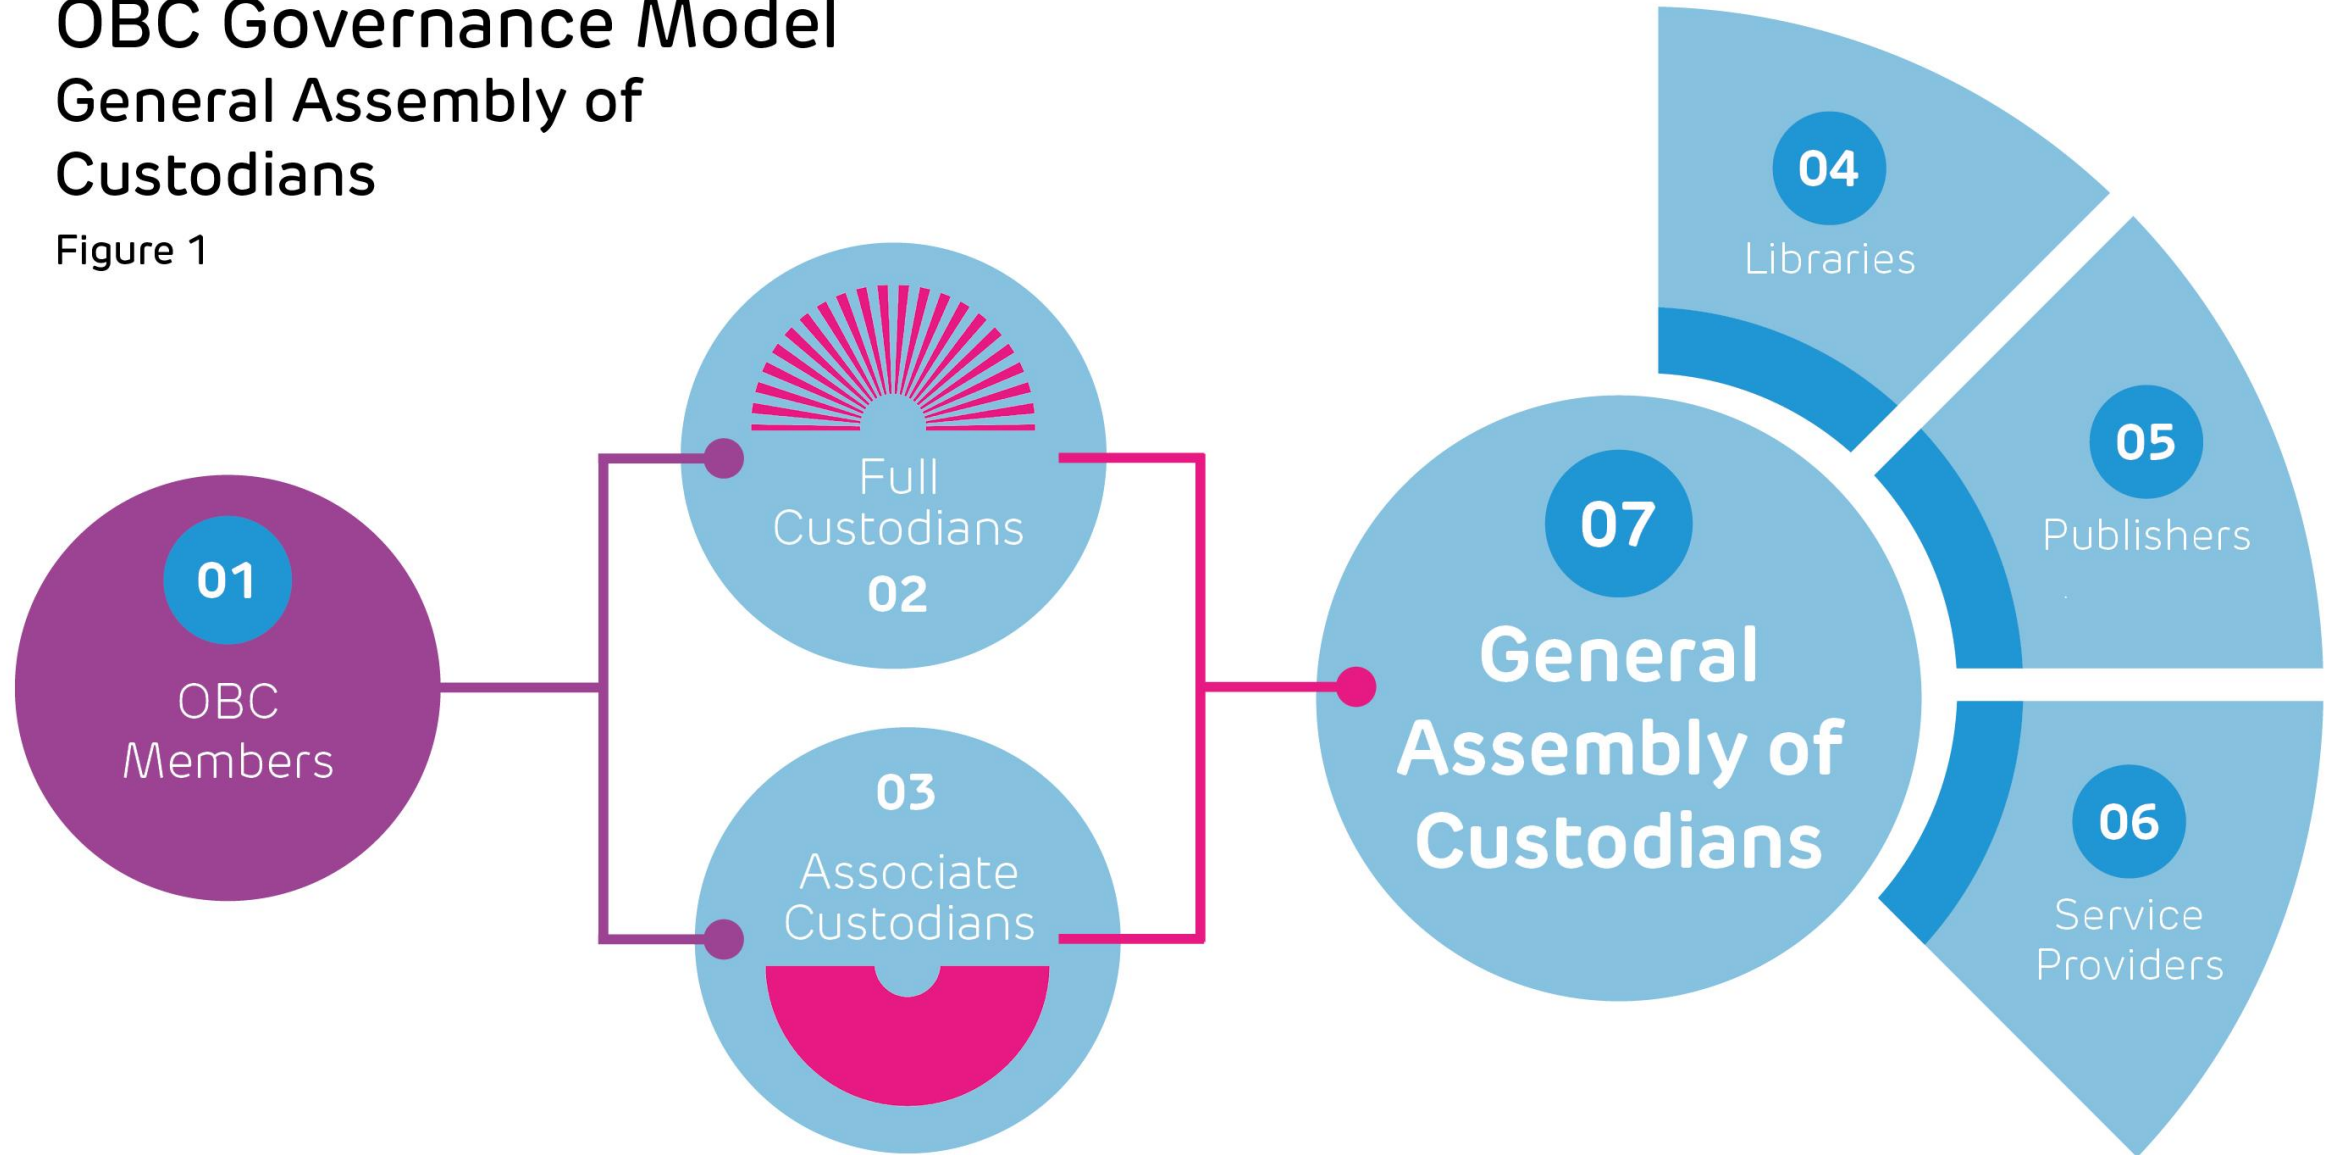 OBC Governance Model
General Assembly of
Custodians
Figure 1
01
OBC
Members
Full
Custodians
02
03
Associate
Custodians
07
General
Assembly of
Custodians
04
Libraries
05
Publishers
06
Service
Providers